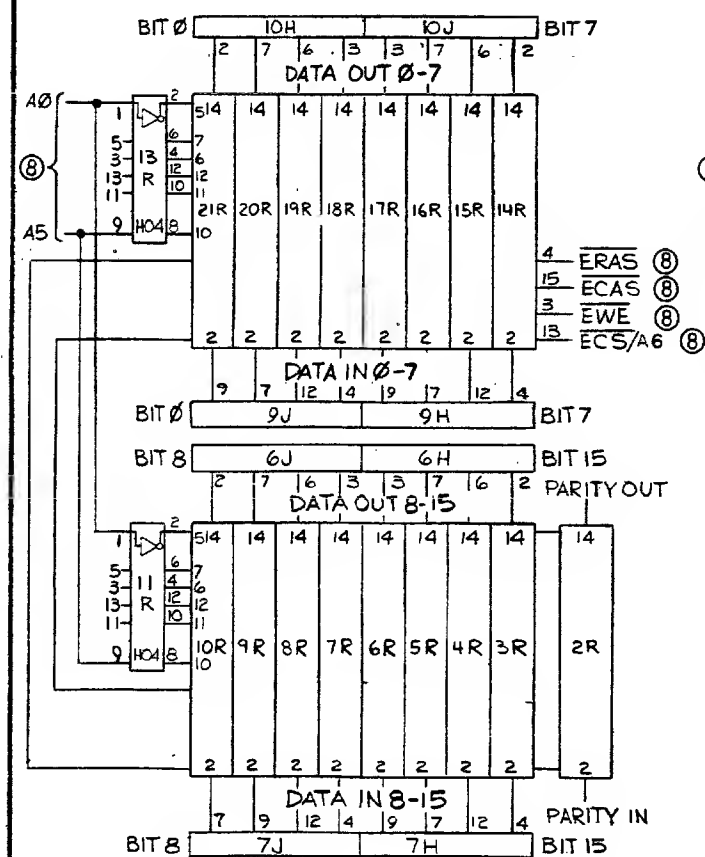 BIT Ø 10H 10J BIT 7
2 7 6 3 3 7 6 2
DATA OUT Ø-7
AØ 1 2 5 14 14 14 14 14 14 14 14
5 6 7
3 13 4 6
⑧ 13 R 12 12
11 10 11
21R 20R 19R 18R 17R 16R 15R 14R
A5 9 H04 8 10
4 ERAS ⑧
15 ECAS ⑧
3 EWE ⑧
13 ECS/A6 ⑧
2 2 2 2 2 2 2 2
DATA IN Ø-7
9 7 12 4 9 7 12 4
BIT Ø 9J 9H BIT 7
BIT 8 6J 6H BIT 15
2 7 6 3 3 7 6 2 PARITY OUT
DATA OUT 8-15
1 2 5 14 14 14 14 14 14 14 14 14
5 6 7
3 11 4 6
13 R 12 12
11 10 11
10R 9R 8R 7R 6R 5R 4R 3R 2R
9 H04 8 10
2 2 2 2 2 2 2 2 2
DATA IN 8-15
7 9 12 4 9 7 12 4 PARITY IN
BIT 8 7J 7H BIT 15